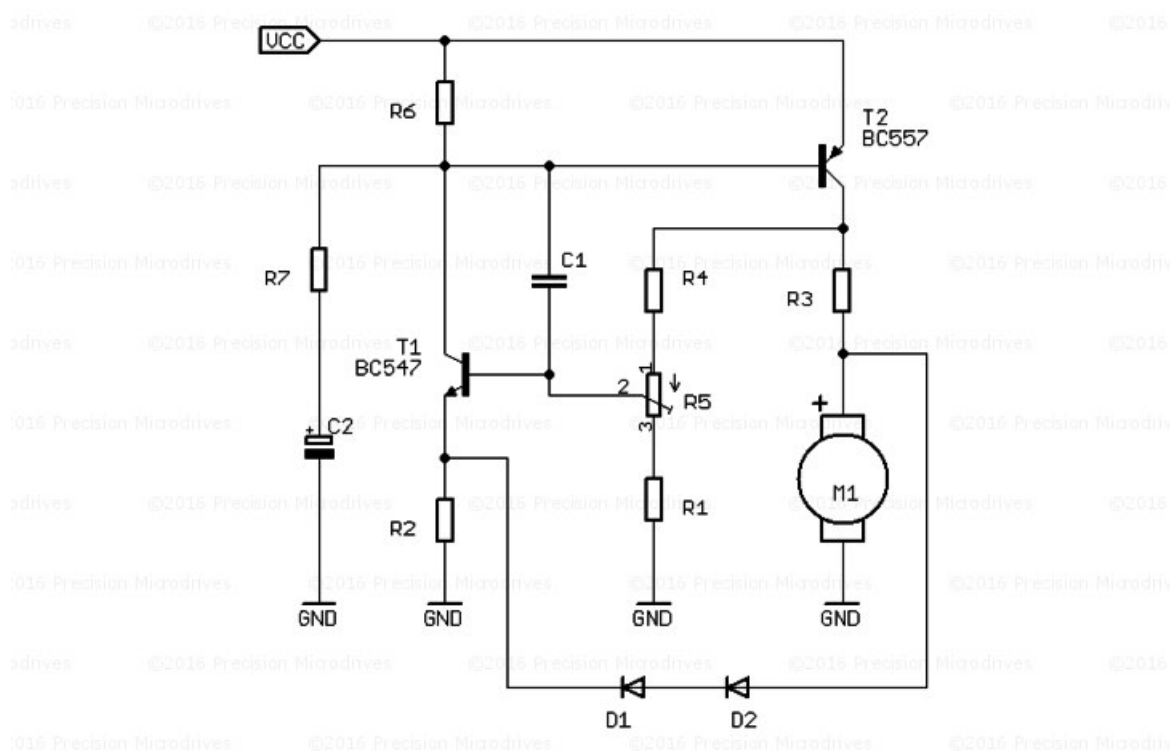 ©2016 Precision Microdrives
VCC
R6
T2
BC557
R7
C1
R4
R3
T1
BC547
1
2
R5
3
+
C2
+
M1
R2
R1
GND
GND
GND
GND
D1
D2